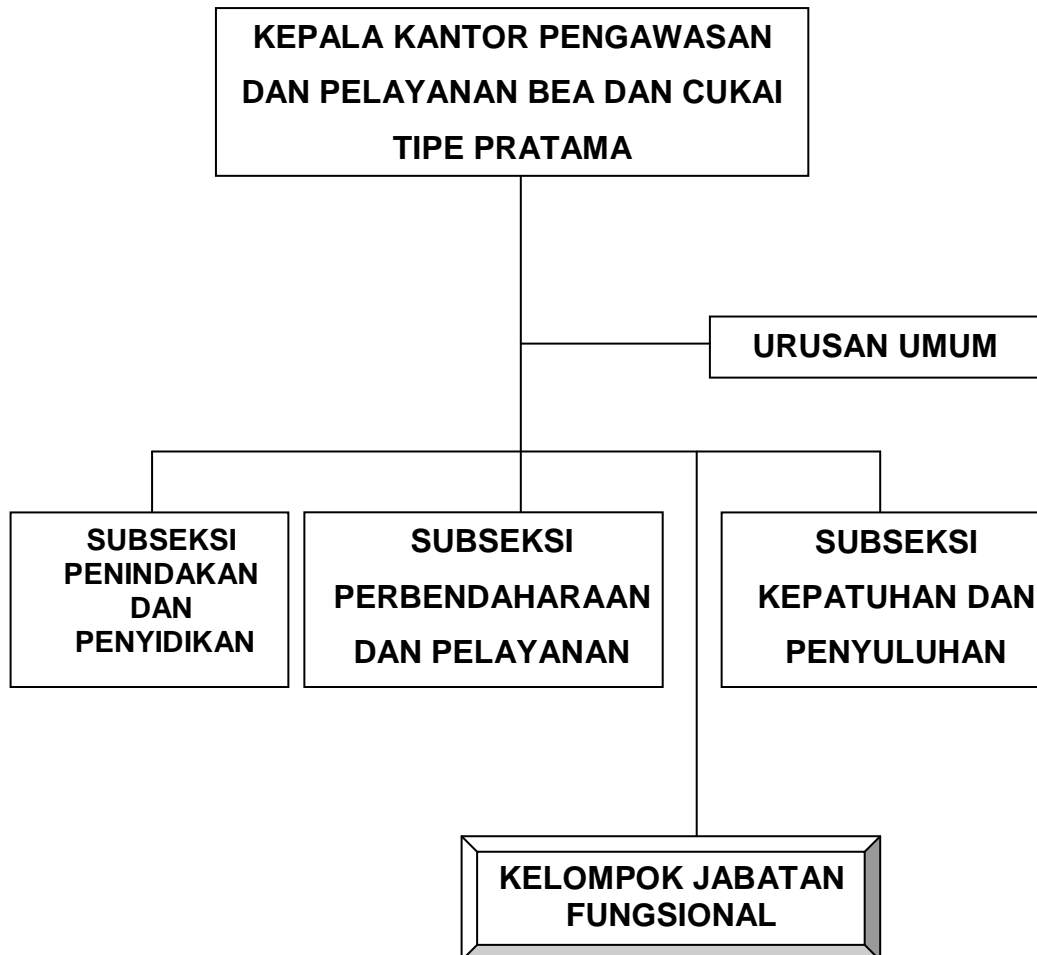 KEPALA KANTOR PENGAWASAN
DAN PELAYANAN BEA DAN CUKAI
TIPE PRATAMA
URUSAN UMUM
SUBSEKSI
PENINDAKAN
DAN
PENYIDIKAN
SUBSEKSI
PERBENDAHARAAN
DAN PELAYANAN
SUBSEKSI
KEPATUHAN DAN
PENYULUHAN
KELOMPOK JABATAN
FUNGSIONAL